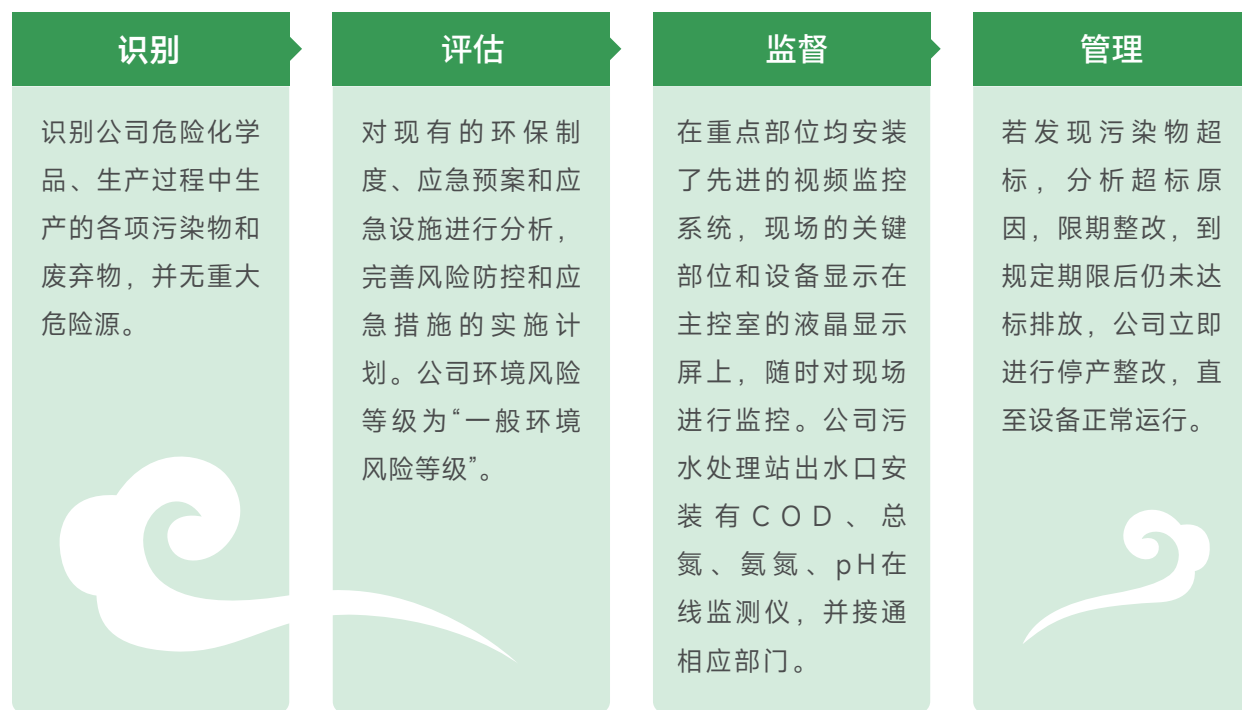 识别
识别公司危险化学
品、生产过程中生
产的各项污染物和
废弃物，并无重大
危险源。
评估
对现有的环保制
度、应急预案和应
急设施进行分析，
完善风险防控和应
急措施的实施计
划。公司环境风险
等级为“一般环境
风险等级”。
监督
在重点部位均安装
了先进的视频监控
系统，现场的关键
部位和设备显示在
主控室的液晶显示
屏上，随时对现场
进行监控。公司污
水处理站出水口安
装有COD、总
氮、氨氮、pH在
线监测仪，并接通
相应部门。
管理
若发现污染物超
标，分析超标原
因，限期整改，到
规定期限后仍未达
标排放，公司立即
进行停产整改，直
至设备正常运行。